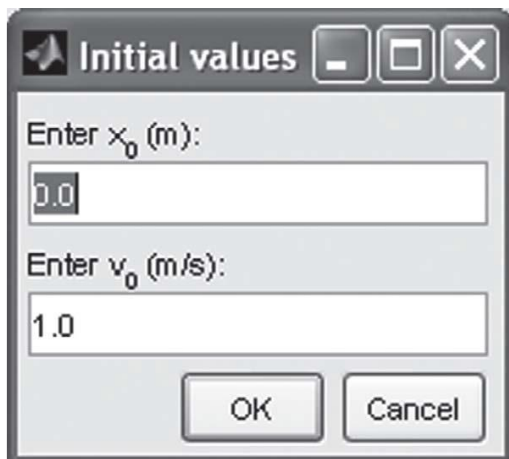 Initial values
Enter x₀ (m):
0.0
Enter v₀ (m/s):
1.0
OK Cancel